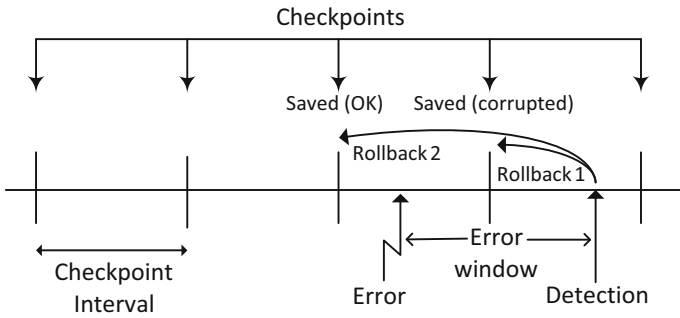 Checkpoints
Saved (OK)
Saved (corrupted)
Rollback 2
Rollback 1
Checkpoint
Interval
Error
window
Error
Detection